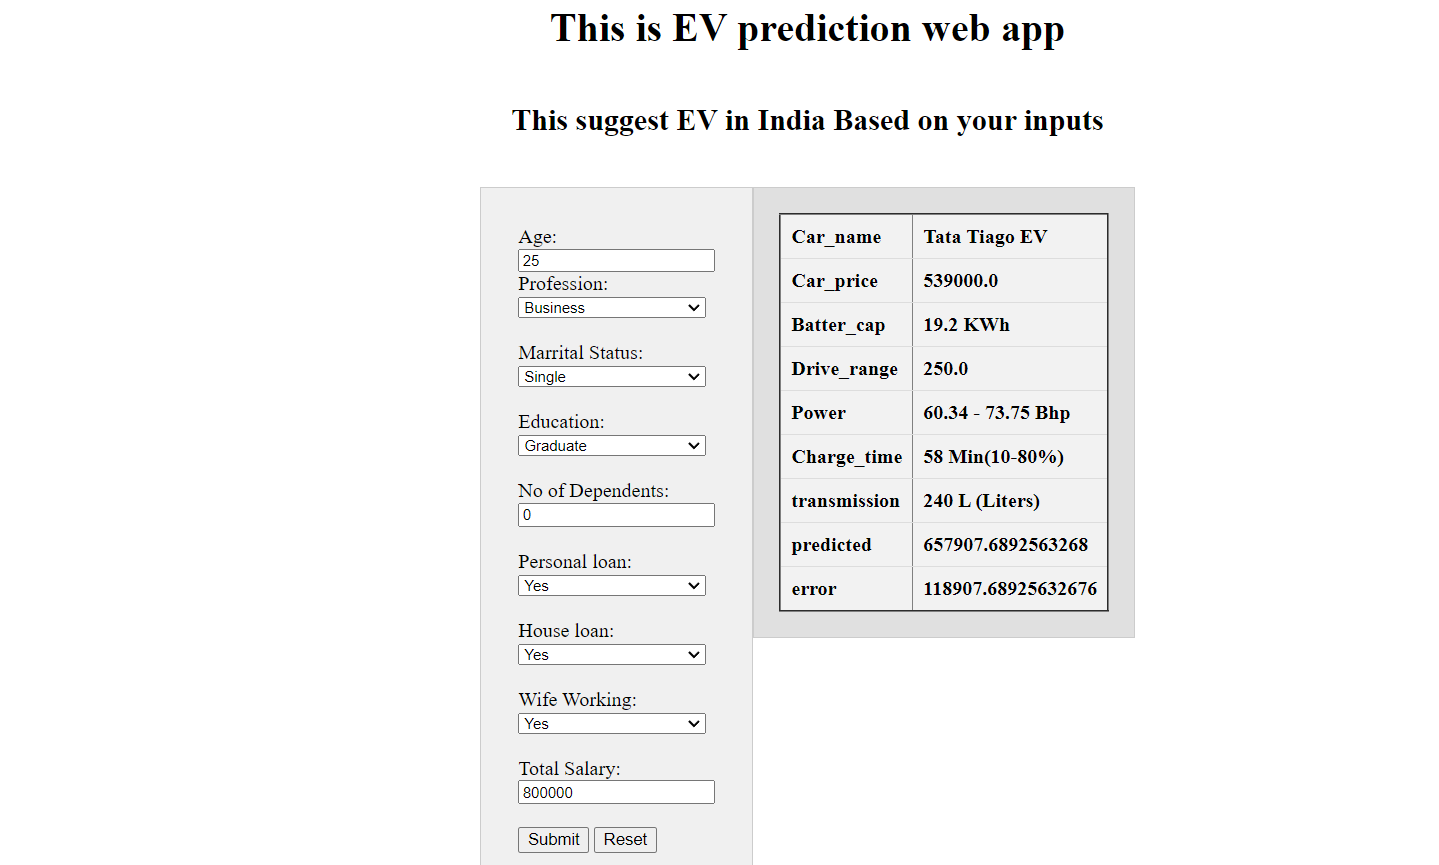 This is EV prediction web app
This suggest EV in India Based on your inputs
Age:
25
Profession:
Business
Marrital Status:
Single
Education:
Graduate
No of Dependents:
0
Personal loan:
Yes
House loan:
Yes
Wife Working:
Yes
Total Salary:
800000
Submit Reset
Car_name Tata Tiago EV
Car_price 539000.0
Batter_cap 19.2 KWh
Drive_range 250.0
Power 60.34 - 73.75 Bhp
Charge_time 58 Min(10-80%)
transmission 240 L (Liters)
predicted 657907.6892563268
error 118907.68925632676